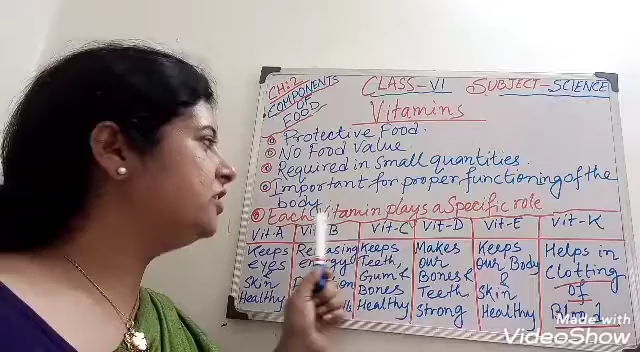 CH:2
COMPONENTS
OF
FOOD
CLASS-VI SUBJECT-SCIENCE
Vitamins
Protective Food.
No Food Value
Required in Small quantities.
Important for proper functioning of the
body
Each vitamin plays a Specific role
Vit-A
Keeps
eyes
&
Skin
Healthy
Vit-B
Releasing
energy
Vit-C
Keeps
Teeth,
Gum &
Bones
Healthy
Vit-D
Makes
our
Bones &
Teeth
Strong
Vit-E
Keeps
Our Body
&
Skin
Healthy
Vit-K
Helps in
Clotting
of
Made with
VideoShow